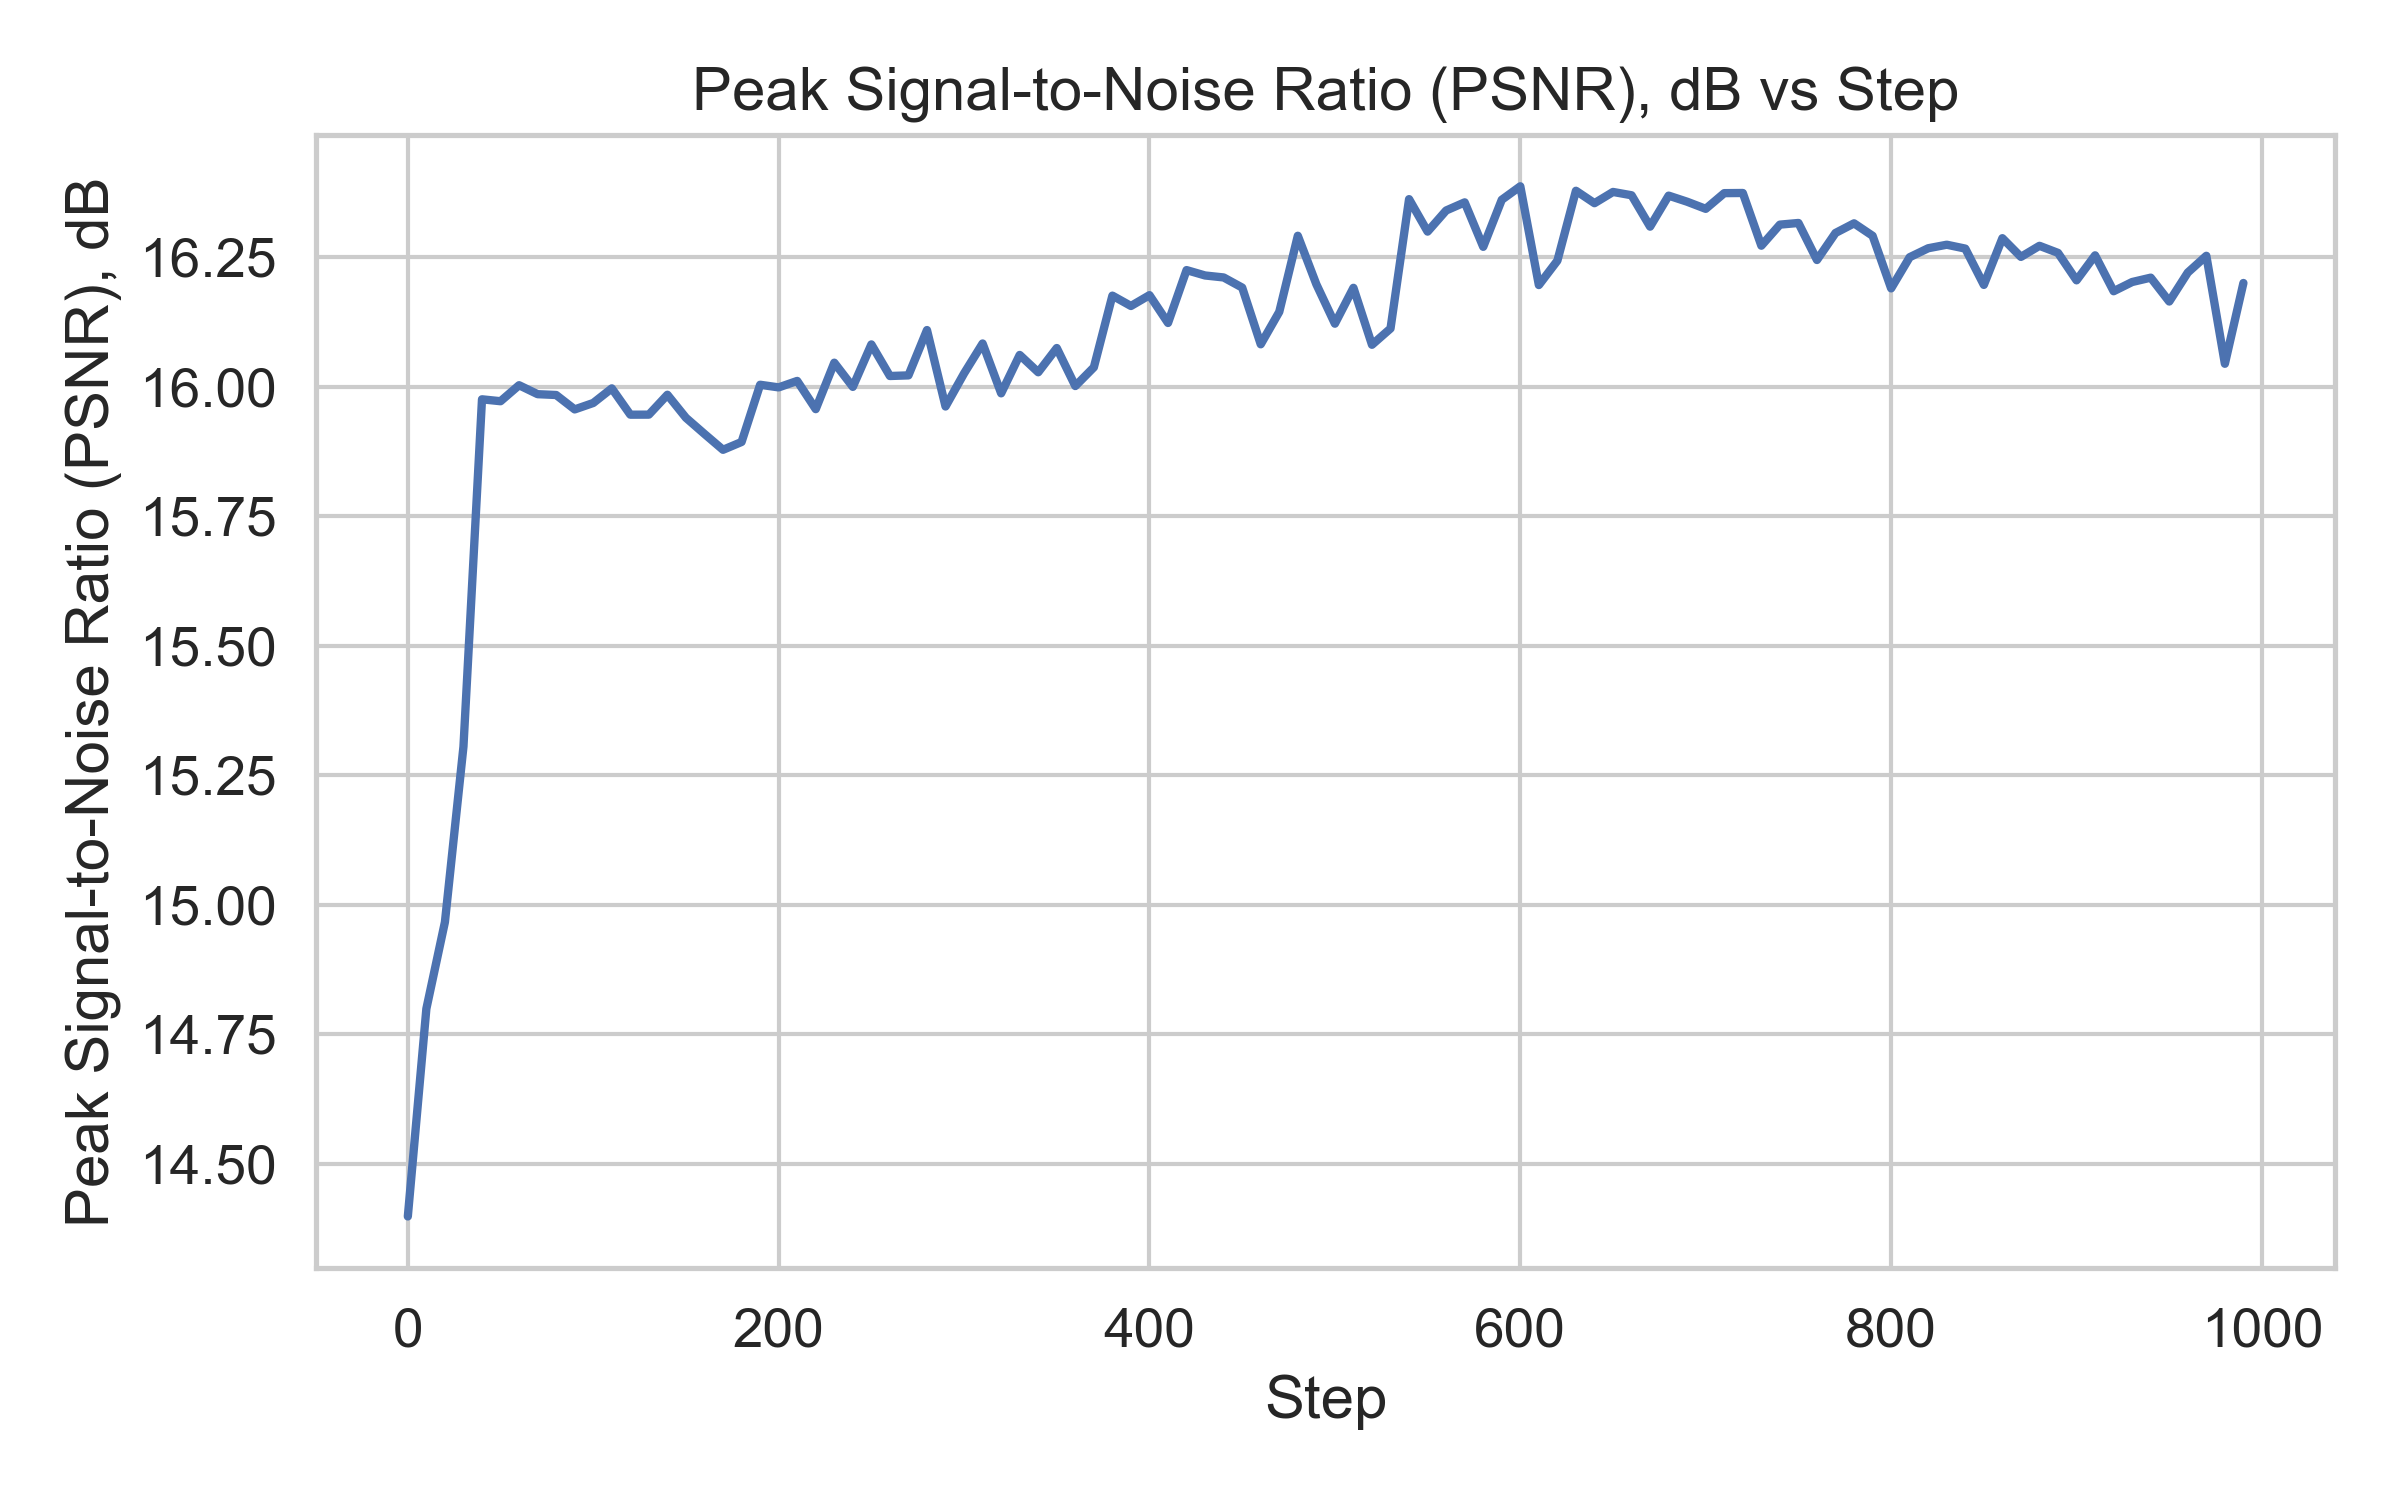 Peak Signal-to-Noise Ratio (PSNR), dB vs Step
Peak Signal-to-Noise Ratio (PSNR), dB
16.25
16.00
15.75
15.50
15.25
15.00
14.75
14.50
0 200 400 600 800 1000
Step